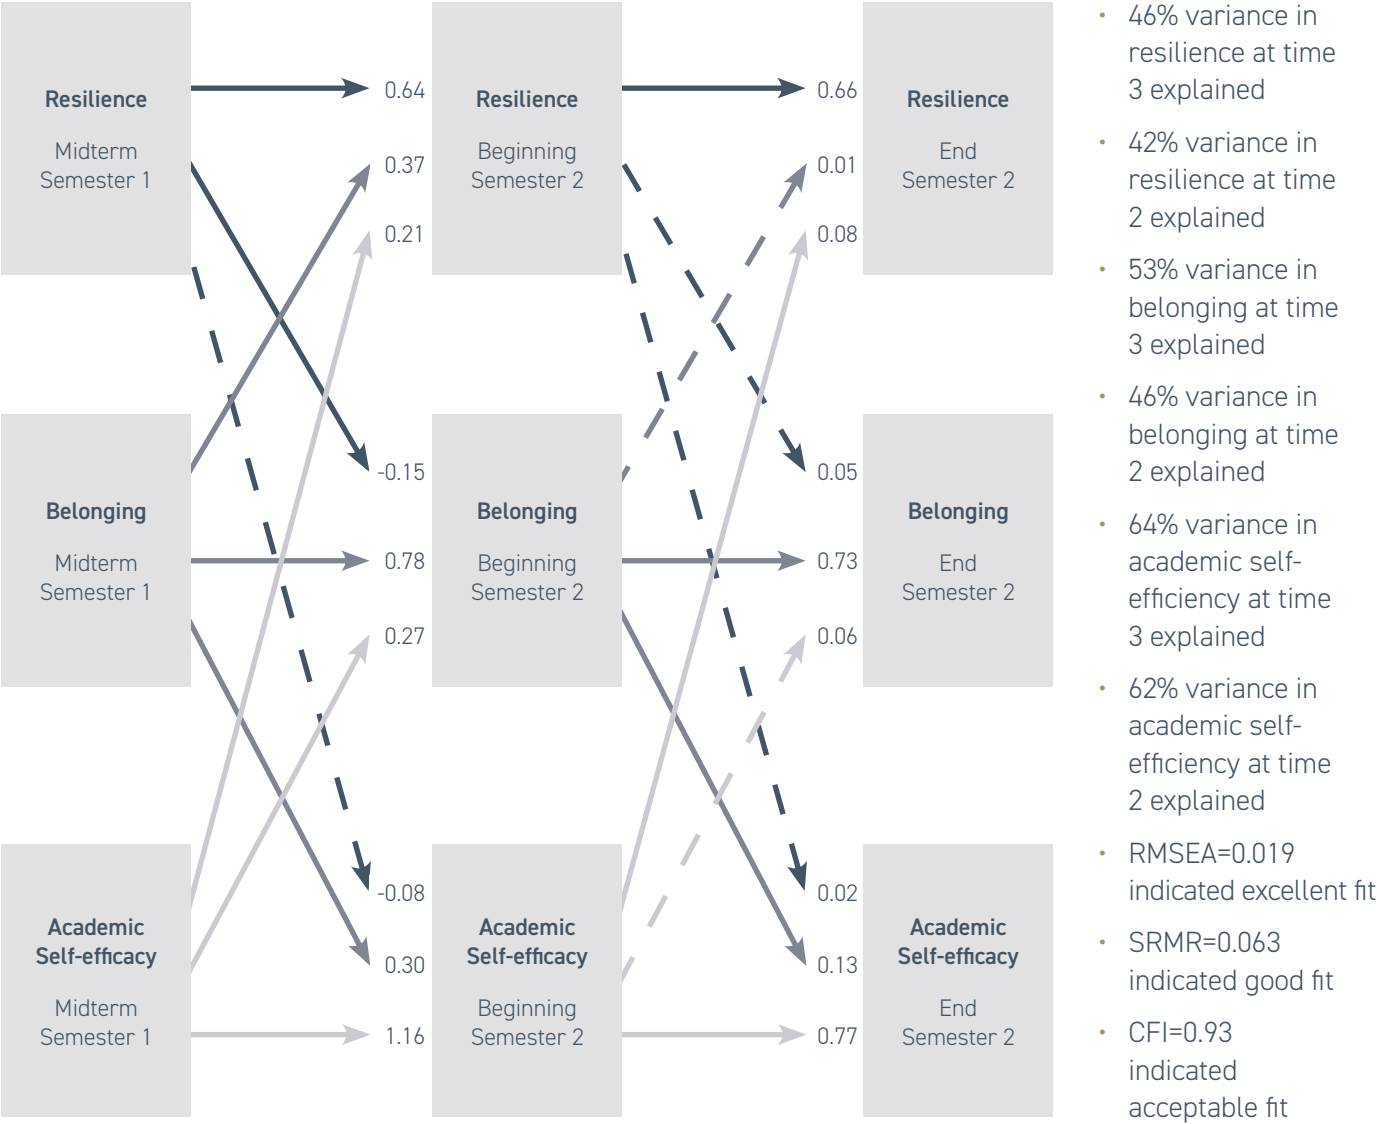 Resilience
Midterm
Semester 1
0.64
0.37
0.21
Resilience
Beginning
Semester 2
0.66
0.01
0.08
Resilience
End
Semester 2
Belonging
Midterm
Semester 1
-0.15
0.78
0.27
Belonging
Beginning
Semester 2
0.05
0.73
0.06
Belonging
End
Semester 2
Academic
Self-efficacy
Midterm
Semester 1
-0.08
0.30
1.16
Academic
Self-efficacy
Beginning
Semester 2
0.02
0.13
0.77
Academic
Self-efficacy
End
Semester 2
• 46% variance in
resilience at time
3 explained
• 42% variance in
resilience at time
2 explained
• 53% variance in
belonging at time
3 explained
• 46% variance in
belonging at time
2 explained
• 64% variance in
academic self-
efficiency at time
3 explained
• 62% variance in
academic self-
efficiency at time
2 explained
• RMSEA=0.019
indicated excellent fit
• SRMR=0.063
indicated good fit
• CFI=0.93
indicated
acceptable fit